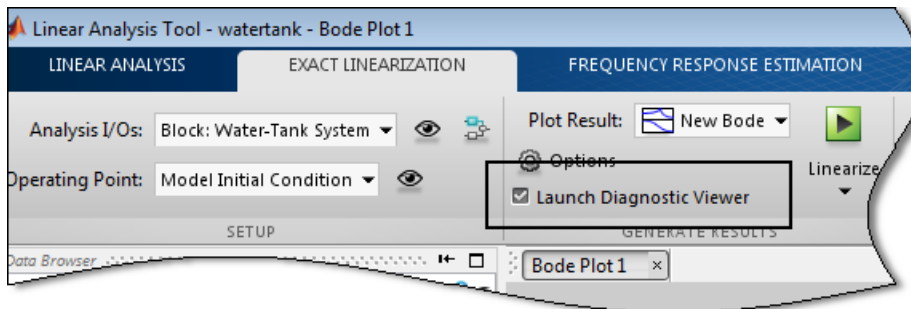 Linear Analysis Tool - watertank - Bode Plot 1
LINEAR ANALYSIS EXACT LINEARIZATION FREQUENCY RESPONSE ESTIMATION
Analysis I/Os: Block: Water-Tank System Plot Result: New Bode
Options
Operating Point: Model Initial Condition Linearize
Launch Diagnostic Viewer
SETUP GENERATE RESULTS
Data Browser Bode Plot 1 ×